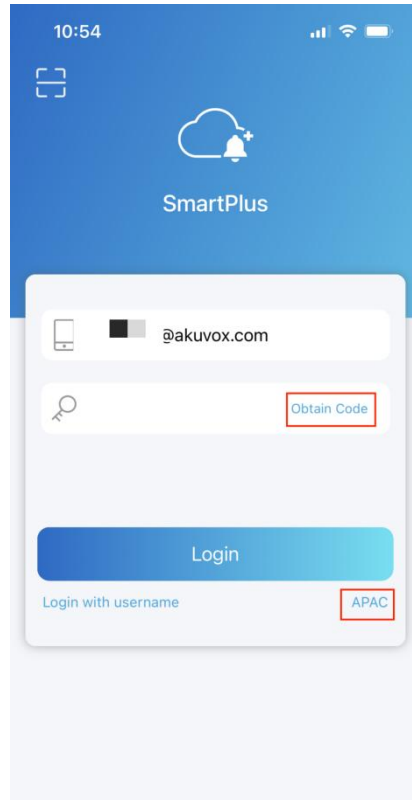 10:54
SmartPlus
@akuvox.com
Obtain Code
Login
Login with username
APAC